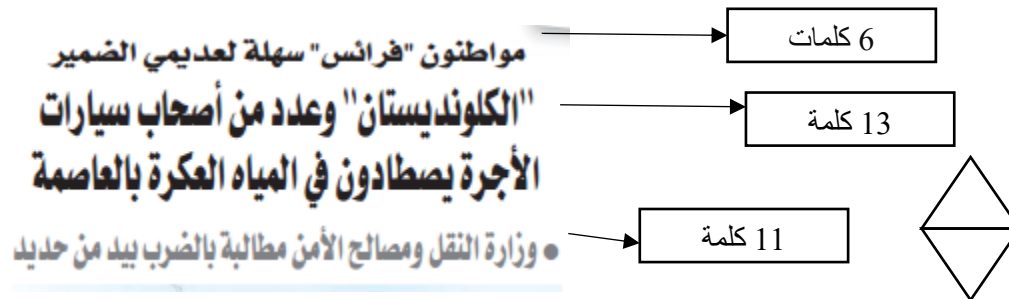 مواطنون "فرائس" سهلة لعديمي الضمير
6 كلمات
"الكلونديستان" وعدد من أصحاب سيارات
الأجرة يصطادون في المياه العكرة بالعاصمة
13 كلمة
• وزارة النقل ومصالح الأمن مطالبة بالضرب بيد من حديد
11 كلمة